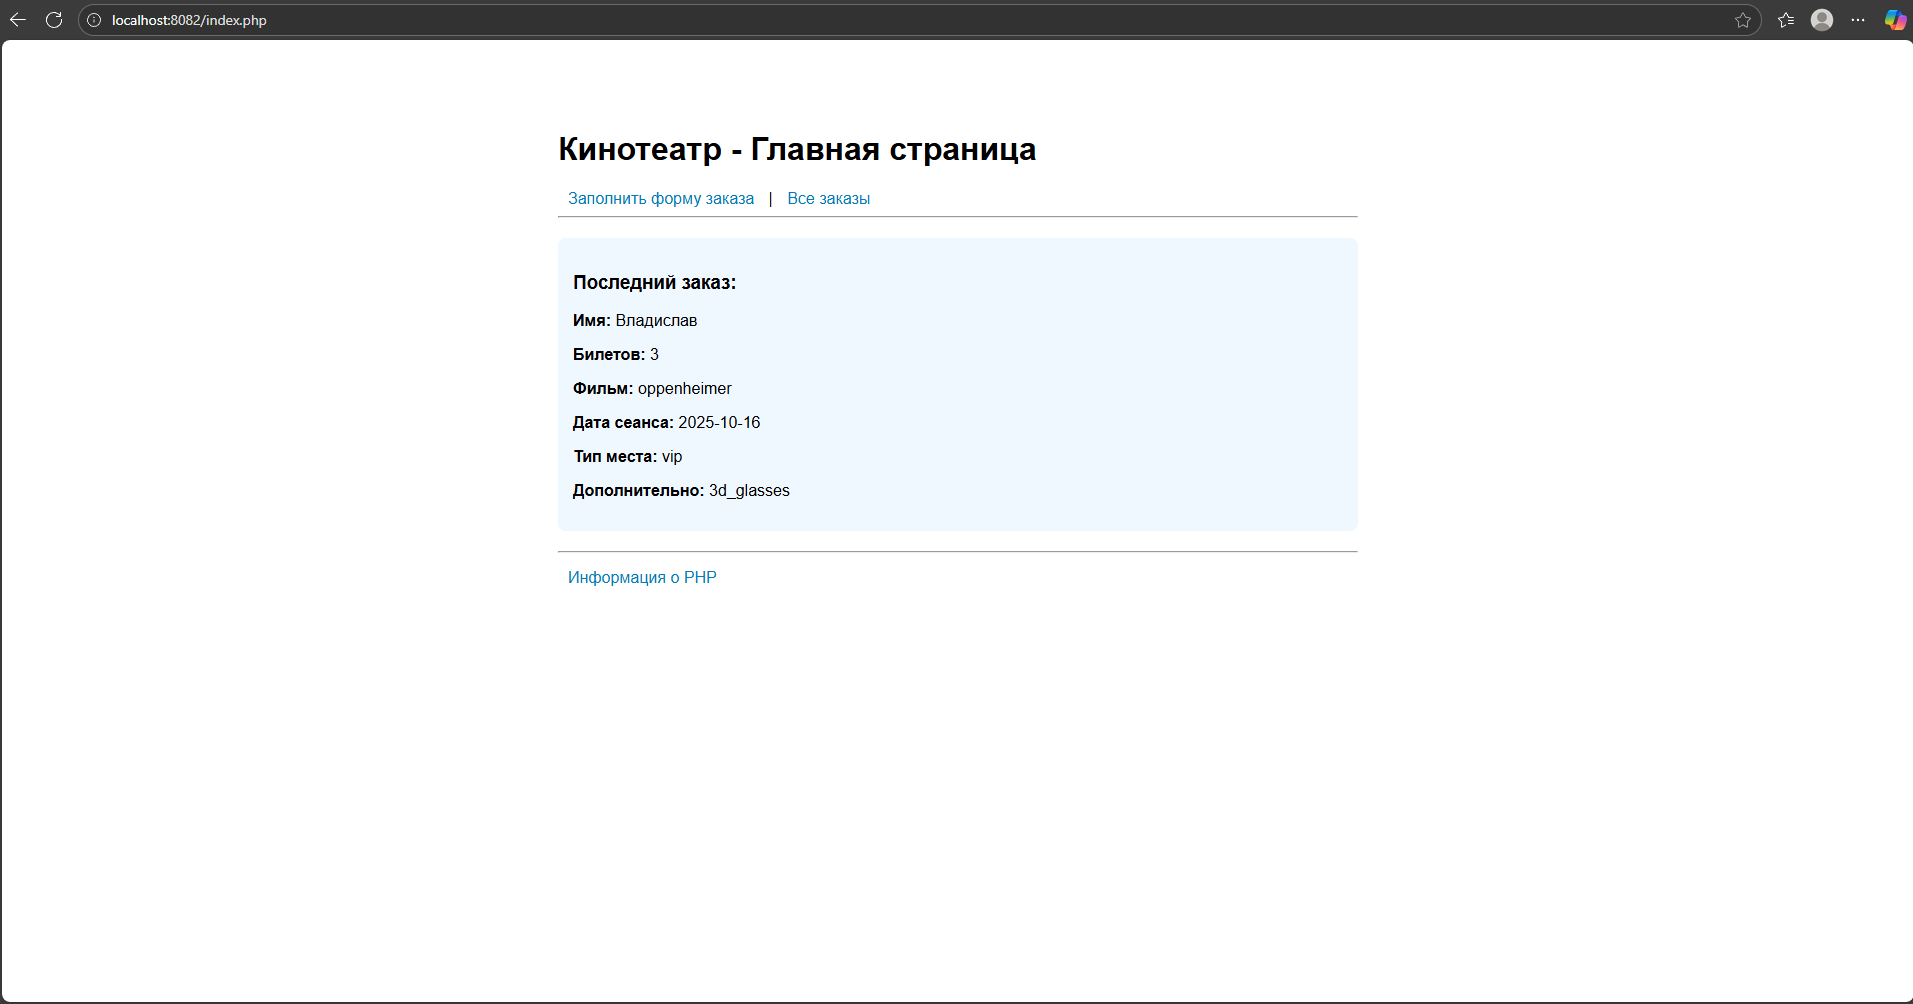 localhost:8082/index.php
Кинотеатр - Главная страница
Заполнить форму заказа | Все заказы
Последний заказ:
Имя: Владислав
Билетов: 3
Фильм: oppenheimer
Дата сеанса: 2025-10-16
Тип места: vip
Дополнительно: 3d_glasses
Информация о PHP